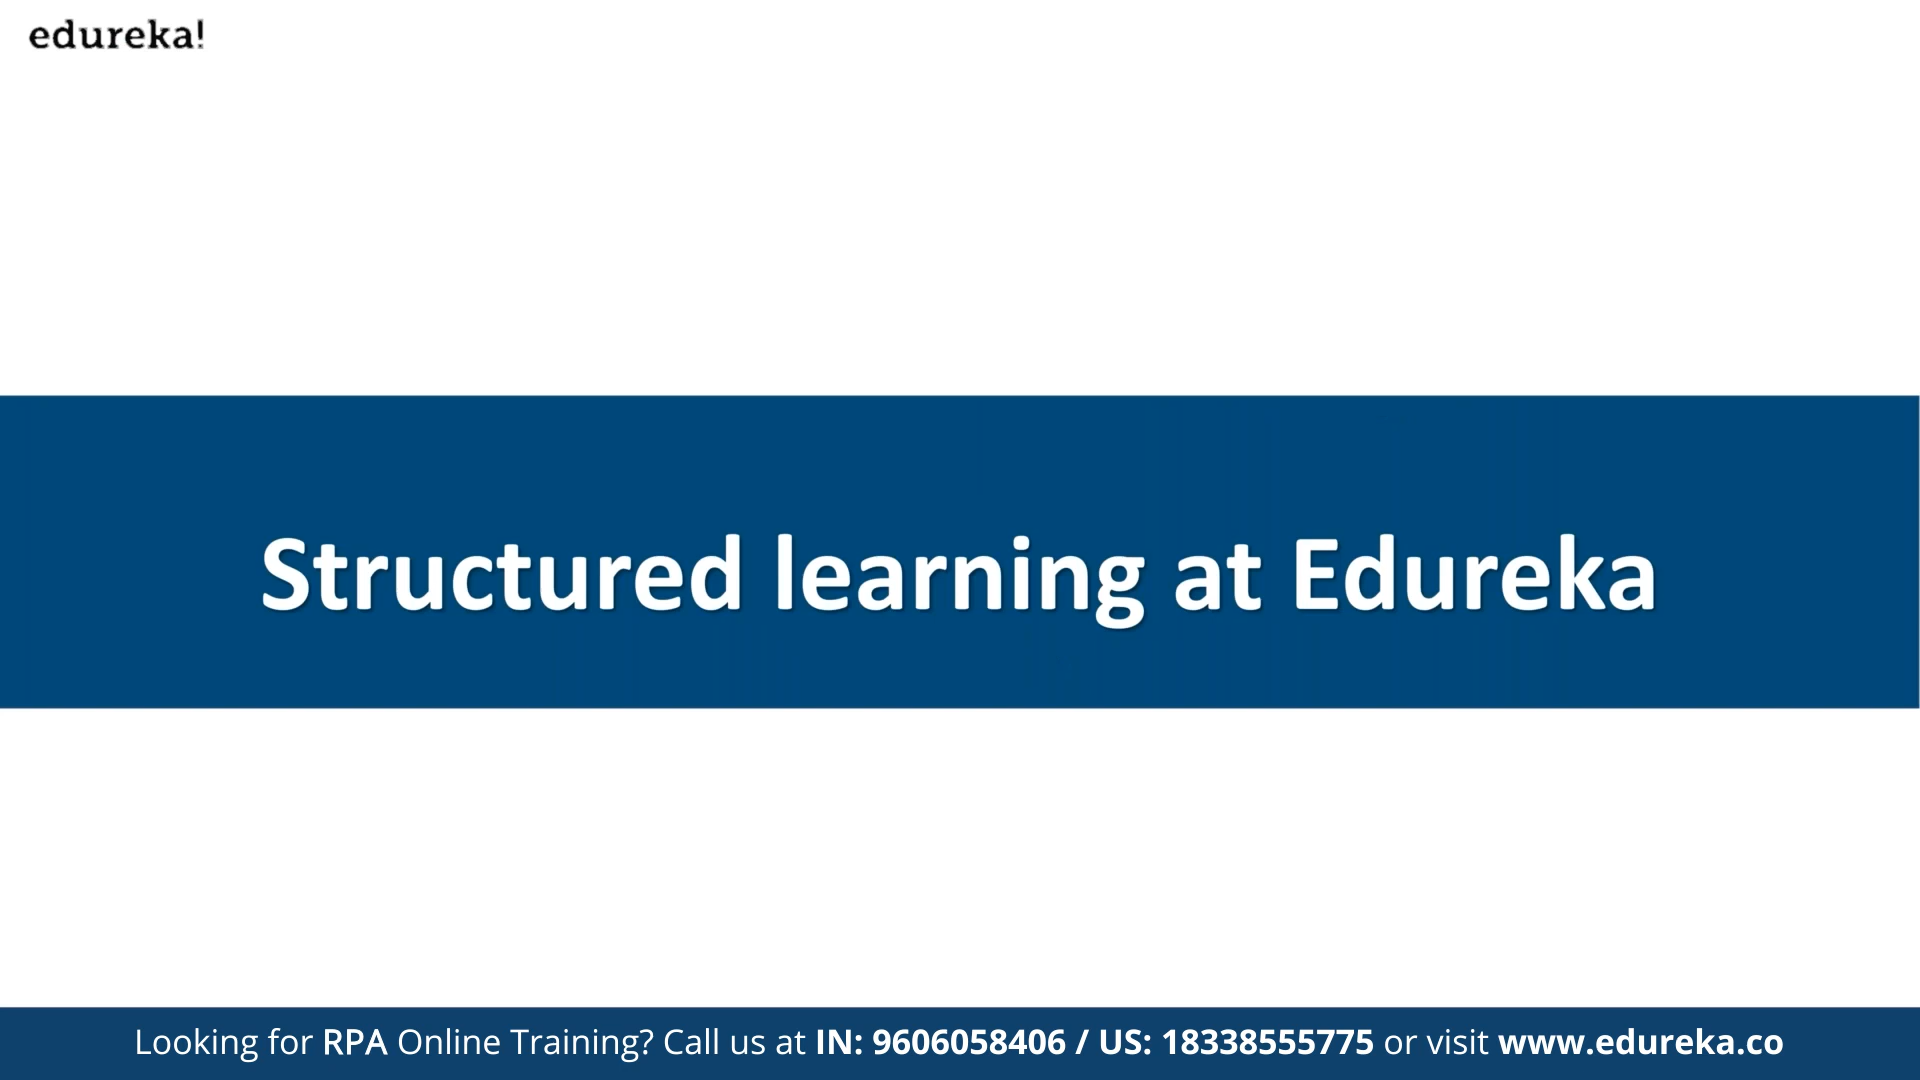 edureka!
Structured learning at Edureka
Looking for RPA Online Training? Call us at IN: 9606058406 / US: 18338555775 or visit www.edureka.co